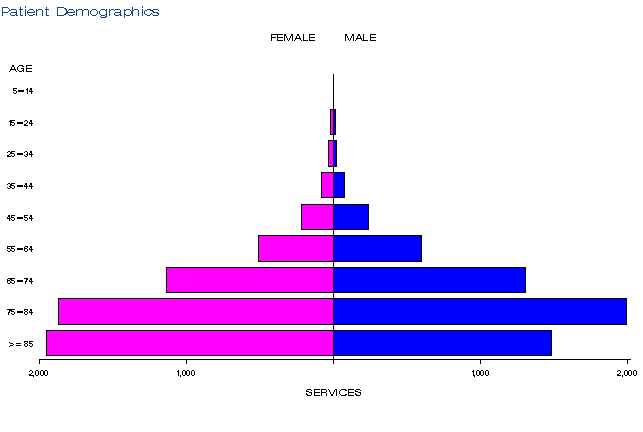 Patient Demographics
FEMALE MALE
AGE
5-14
15-24
25-34
35-44
45-54
55-64
65-74
75-84
>=85
2,000 1,000 1,000 2,000
SERVICES